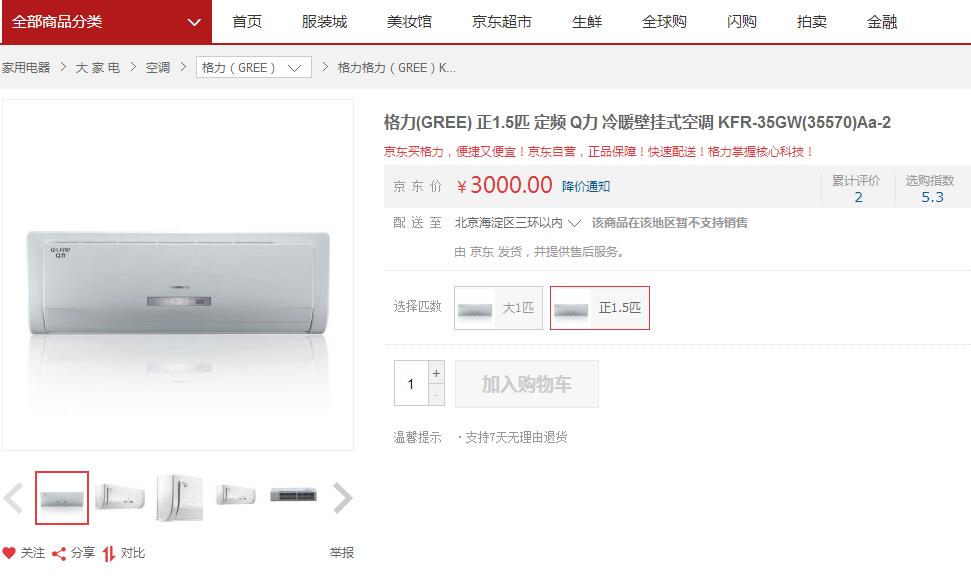 全部商品分类 首页 服装城 美妆馆 京东超市 生鲜 全球购 闪购 拍卖 金融
家用电器 > 大 家 电 > 空调 > 格力（GREE） > 格力格力（GREE）K...
格力(GREE) 正1.5匹 定频 Q力 冷暖壁挂式空调 KFR-35GW(35570)Aa-2
京东买格力，便捷又便宜！京东自营，正品保障！快速配送！格力掌握核心科技！
京 东 价 ￥3000.00 降价通知
累计评价 选购指数
2 5.3
配 送 至 北京海淀区三环以内 该商品在该地区暂不支持销售
由 京东 发货，并提供售后服务。
Q-LEAD
Q力
选择匹数 大1匹 正1.5匹
1 + - 加入购物车
温馨提示 ·支持7天无理由退货
关注 分享 对比 举报